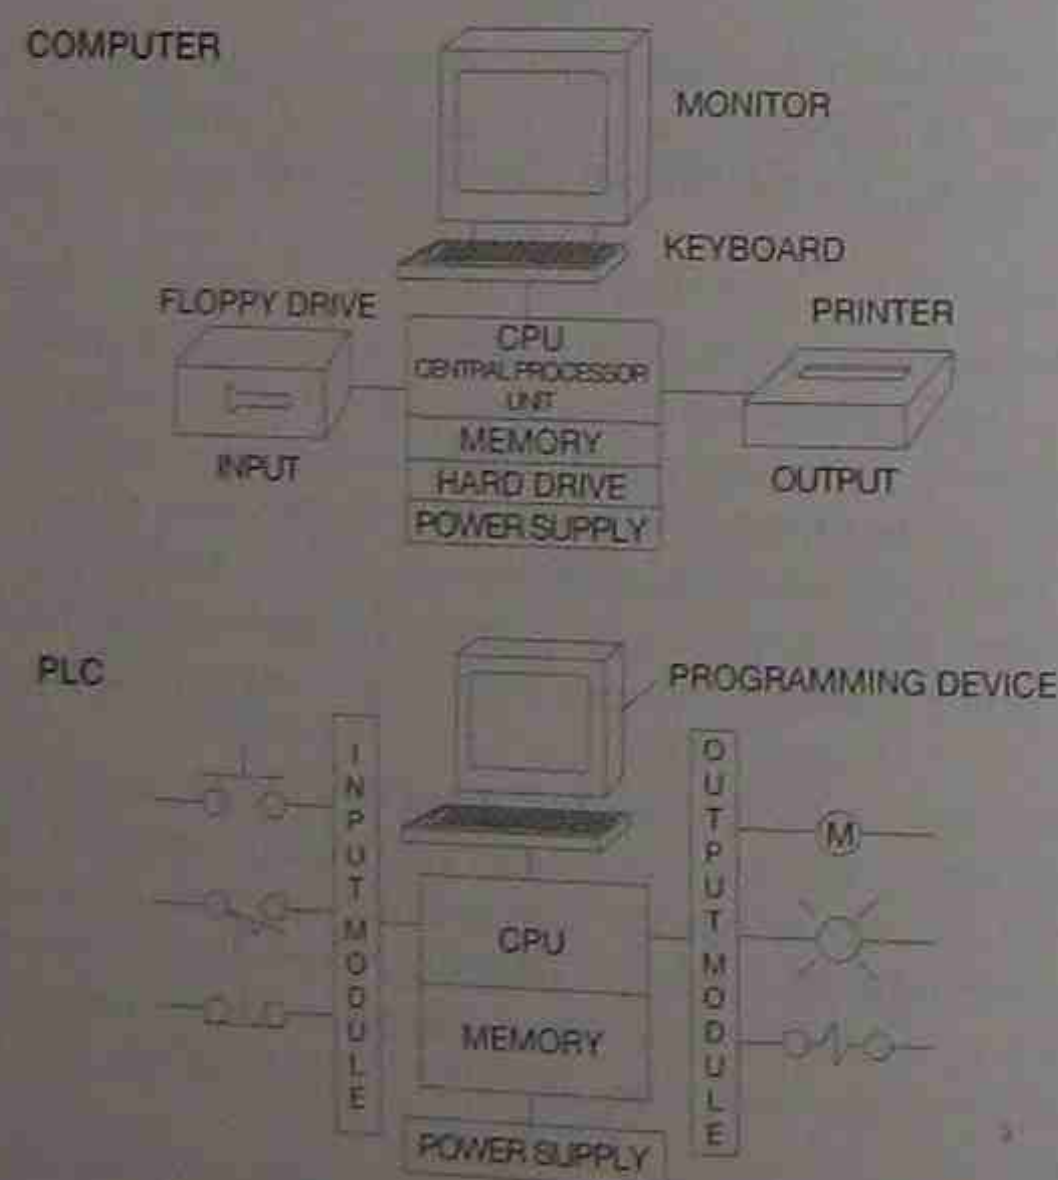 COMPUTER
MONITOR
KEYBOARD
FLOPPY DRIVE
PRINTER
CPU
CENTRAL PROCESSOR
UNIT
MEMORY
INPUT
HARD DRIVE
OUTPUT
POWER SUPPLY
PLC
PROGRAMMING DEVICE
INPUT MODULE
OUTPUT MODULE
M
CPU
MEMORY
POWER SUPPLY